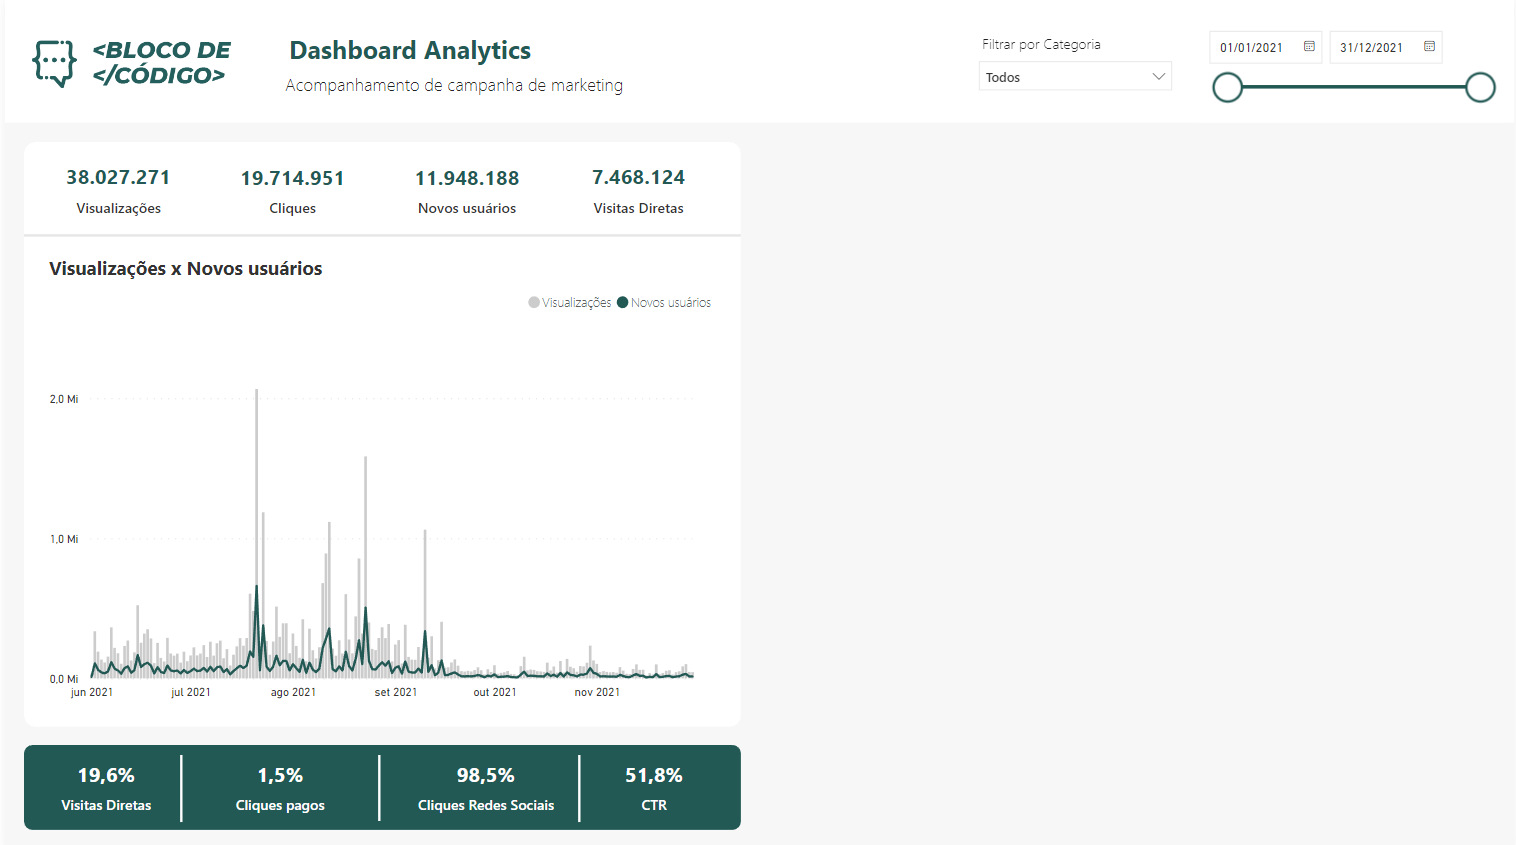 <BLOCO DE
</CÓDIGO>
Dashboard Analytics
Acompanhamento de campanha de marketing
Filtrar por Categoria
Todos
01/01/2021
31/12/2021
38.027.271
Visualizações
19.714.951
Cliques
11.948.188
Novos usuários
7.468.124
Visitas Diretas
Visualizações x Novos usuários
Visualizações Novos usuários
2,0 Mi
1,0 Mi
0,0 Mi
jun 2021 jul 2021 ago 2021 set 2021 out 2021 nov 2021
19,6%
Visitas Diretas
1,5%
Cliques pagos
98,5%
Cliques Redes Sociais
51,8%
CTR